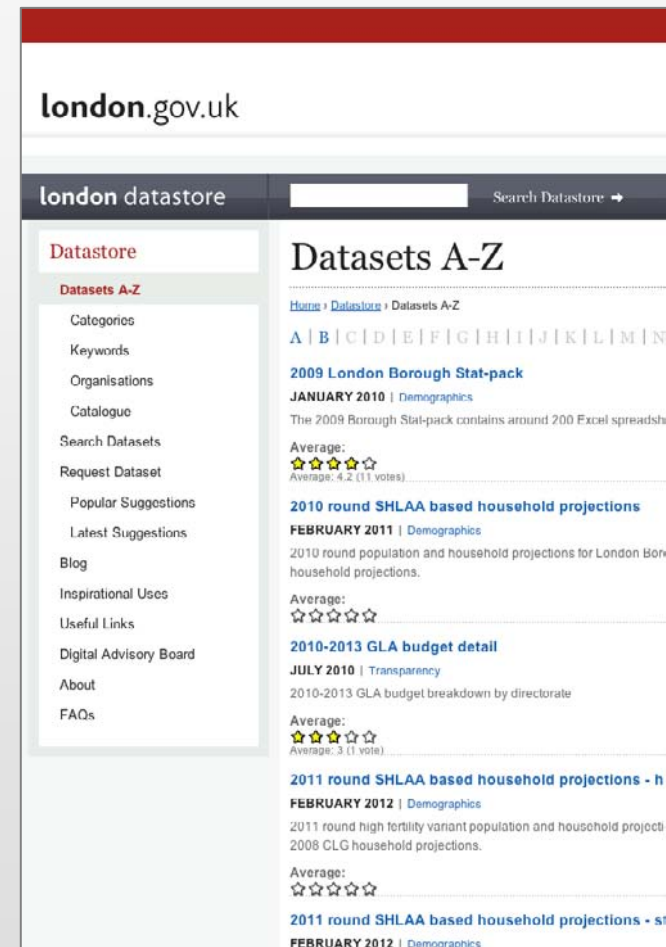 london.gov.uk
london datastore
Search Datastore ➔
Datastore
Datasets A-Z
Categories
Keywords
Organisations
Catalogue
Search Datasets
Request Dataset
Popular Suggestions
Latest Suggestions
Blog
Inspirational Uses
Useful Links
Digital Advisory Board
About
FAQs
Datasets A-Z
Home › Datastore › Datasets A-Z
A | B | C | D | E | F | G | H | I | J | K | L | M | N
2009 London Borough Stat-pack
JANUARY 2010 | Demographics
The 2009 Borough Stat-pack contains around 200 Excel
Average:
Average: 4.2 (11 votes)
2010 round SHLAA based household projections
FEBRUARY 2011 | Demographics
2010 round population and household projections for London
household projections.
Average:
2010-2013 GLA budget detail
JULY 2010 | Transparency
2010-2013 GLA budget breakdown by directorate
Average:
Average: 3 (1 vote)
2011 round SHLAA based household projections - h
FEBRUARY 2012 | Demographics
2011 round high fertility variant population and household
2008 CLG household projections.
Average:
2011 round SHLAA based household projections - st
FEBRUARY 2012 | Demographics